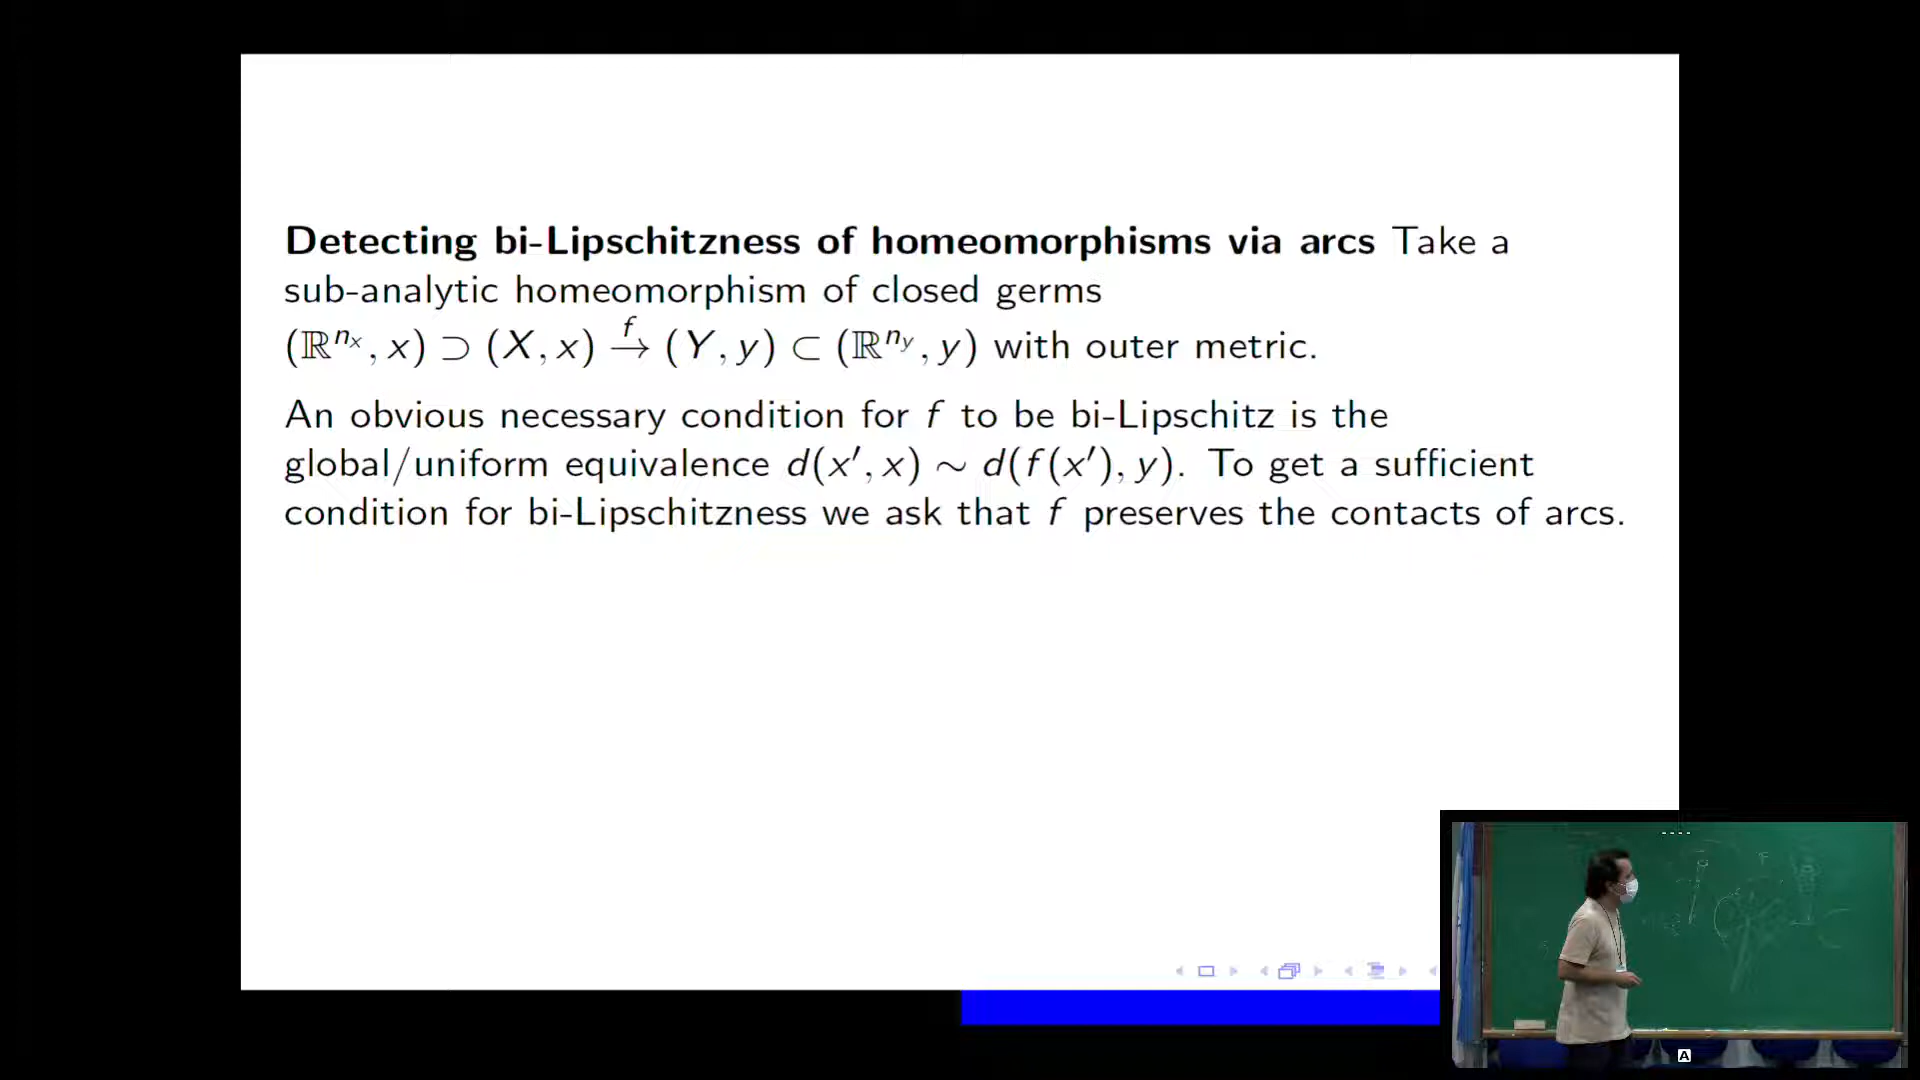 Detecting bi-Lipschitzness of homeomorphisms via arcs Take a
sub-analytic homeomorphism of closed germs
(ℝ^{n_x}, x) ⊃ (X, x) \xrightarrow{f} (Y, y) ⊂ (ℝ^{n_y}, y) with outer metric.
An obvious necessary condition for f to be bi-Lipschitz is the
global/uniform equivalence d(x′, x) ∼ d(f(x′), y). To get a sufficient
condition for bi-Lipschitzness we ask that f preserves the contacts of arcs.
A